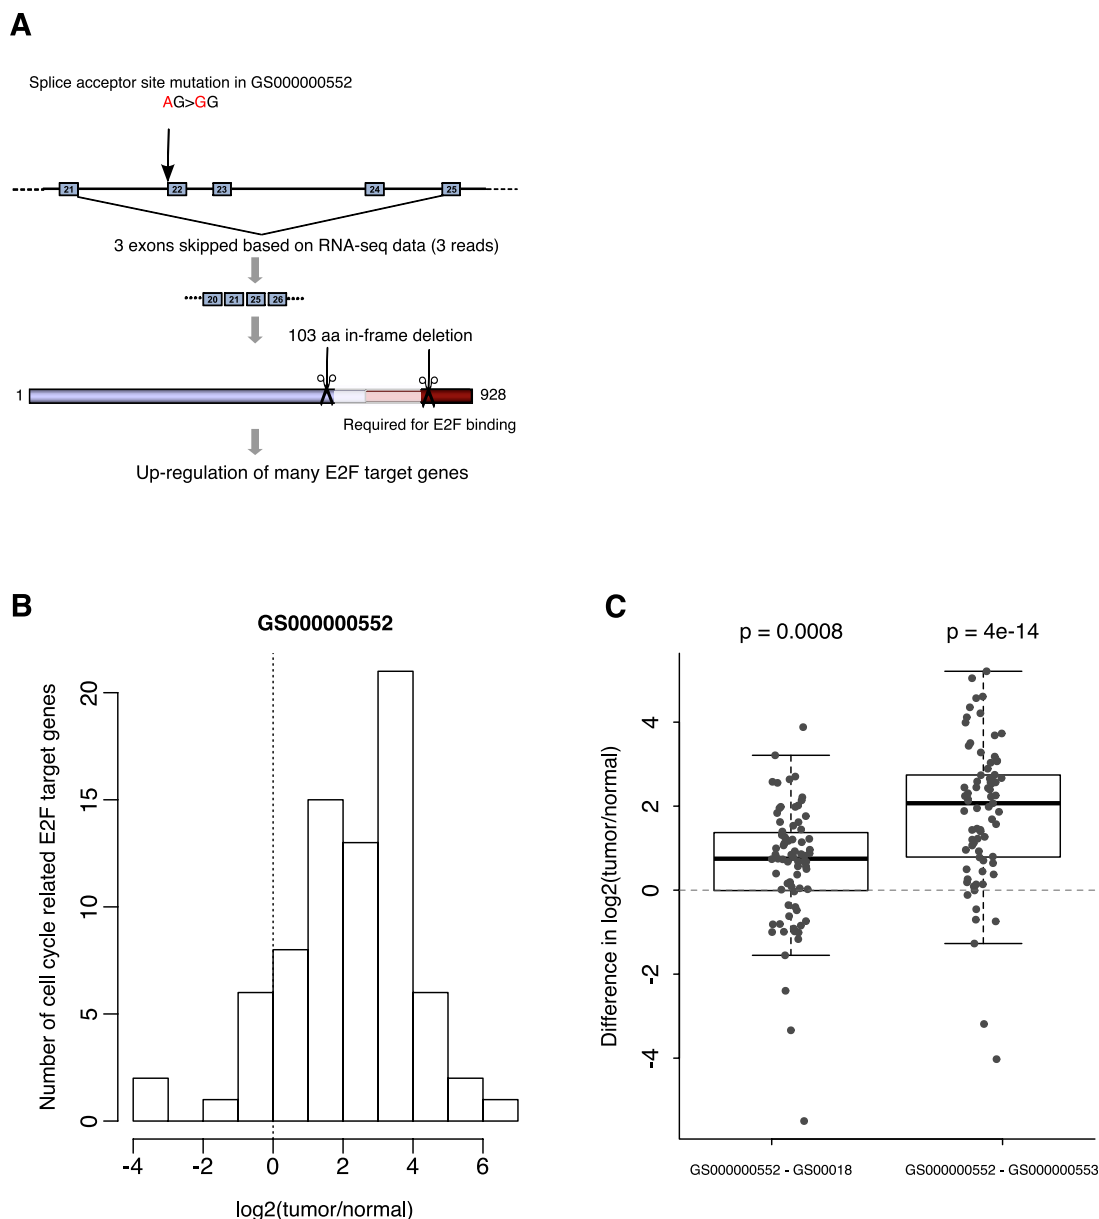 A
Splice acceptor site mutation in GS000000552
AG>GG
21 22 23 24 25
3 exons skipped based on RNA-seq data (3 reads)
20 21 25 26
103 aa in-frame deletion
1 928
Required for E2F binding
Up-regulation of many E2F target genes
B
GS000000552
Number of cell cycle related E2F target genes
20
15
10
5
0
-4 -2 0 2 4 6
log2(tumor/normal)
C
p = 0.0008 p = 4e-14
Difference in log2(tumor/normal)
4
2
0
-2
-4
GS000000552 - GS00018 GS000000552 - GS000000553